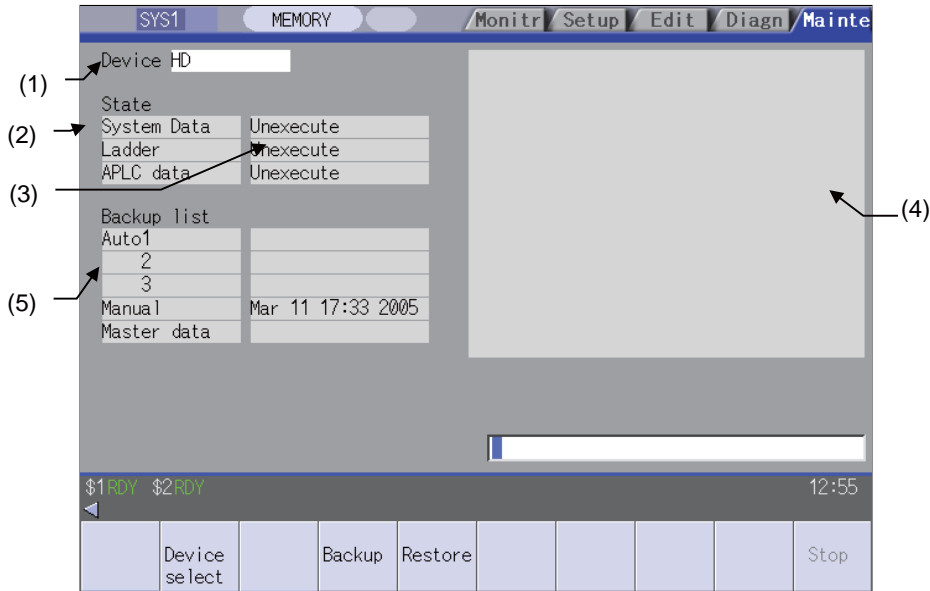 SYS1 MEMORY Monitr Setup Edit Diagn Mainte
(1) Device HD
State
(2) System Data Unexecute
Ladder Unexecute
(3) APLC data Unexecute
(4)
Backup list
Auto1
2
(5) 3
Manual Mar 11 17:33 2005
Master data
$1RDY $2RDY 12:55
Device select Backup Restore Stop